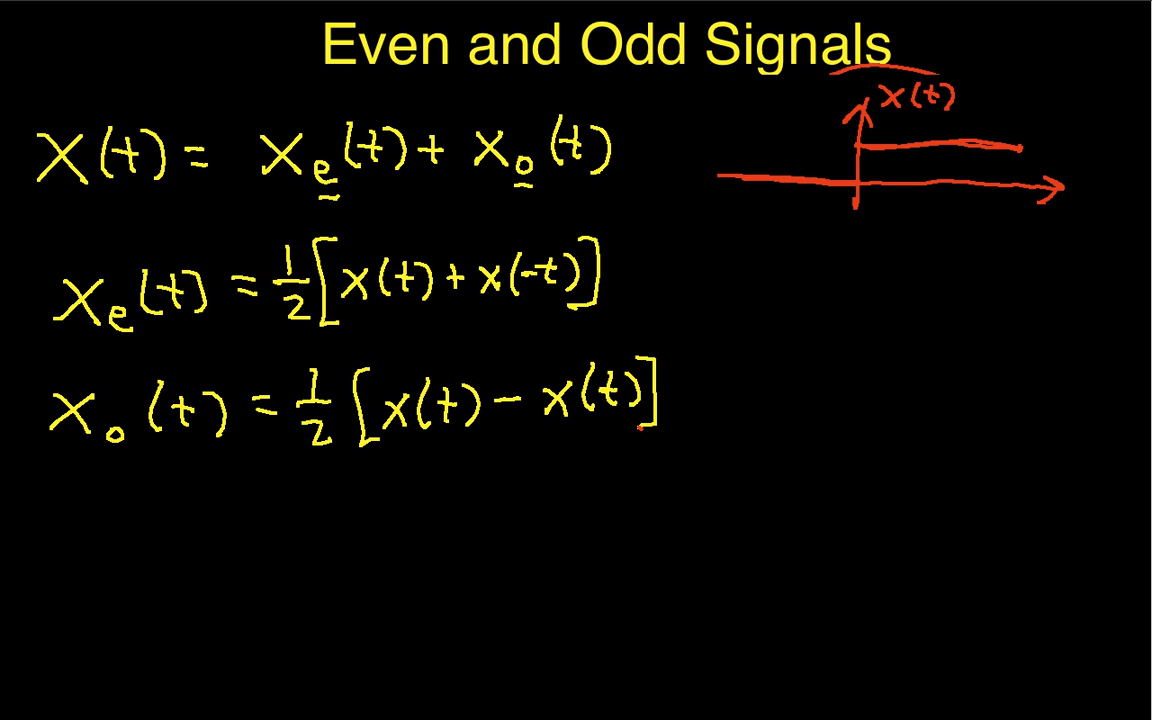 Even and Odd Signals
x(t)
x(t) = xₑ(t) + xₒ(t)
xₑ(t) = 1/2 [x(t) + x(-t)]
xₒ(t) = 1/2 [x(t) - x(t)]